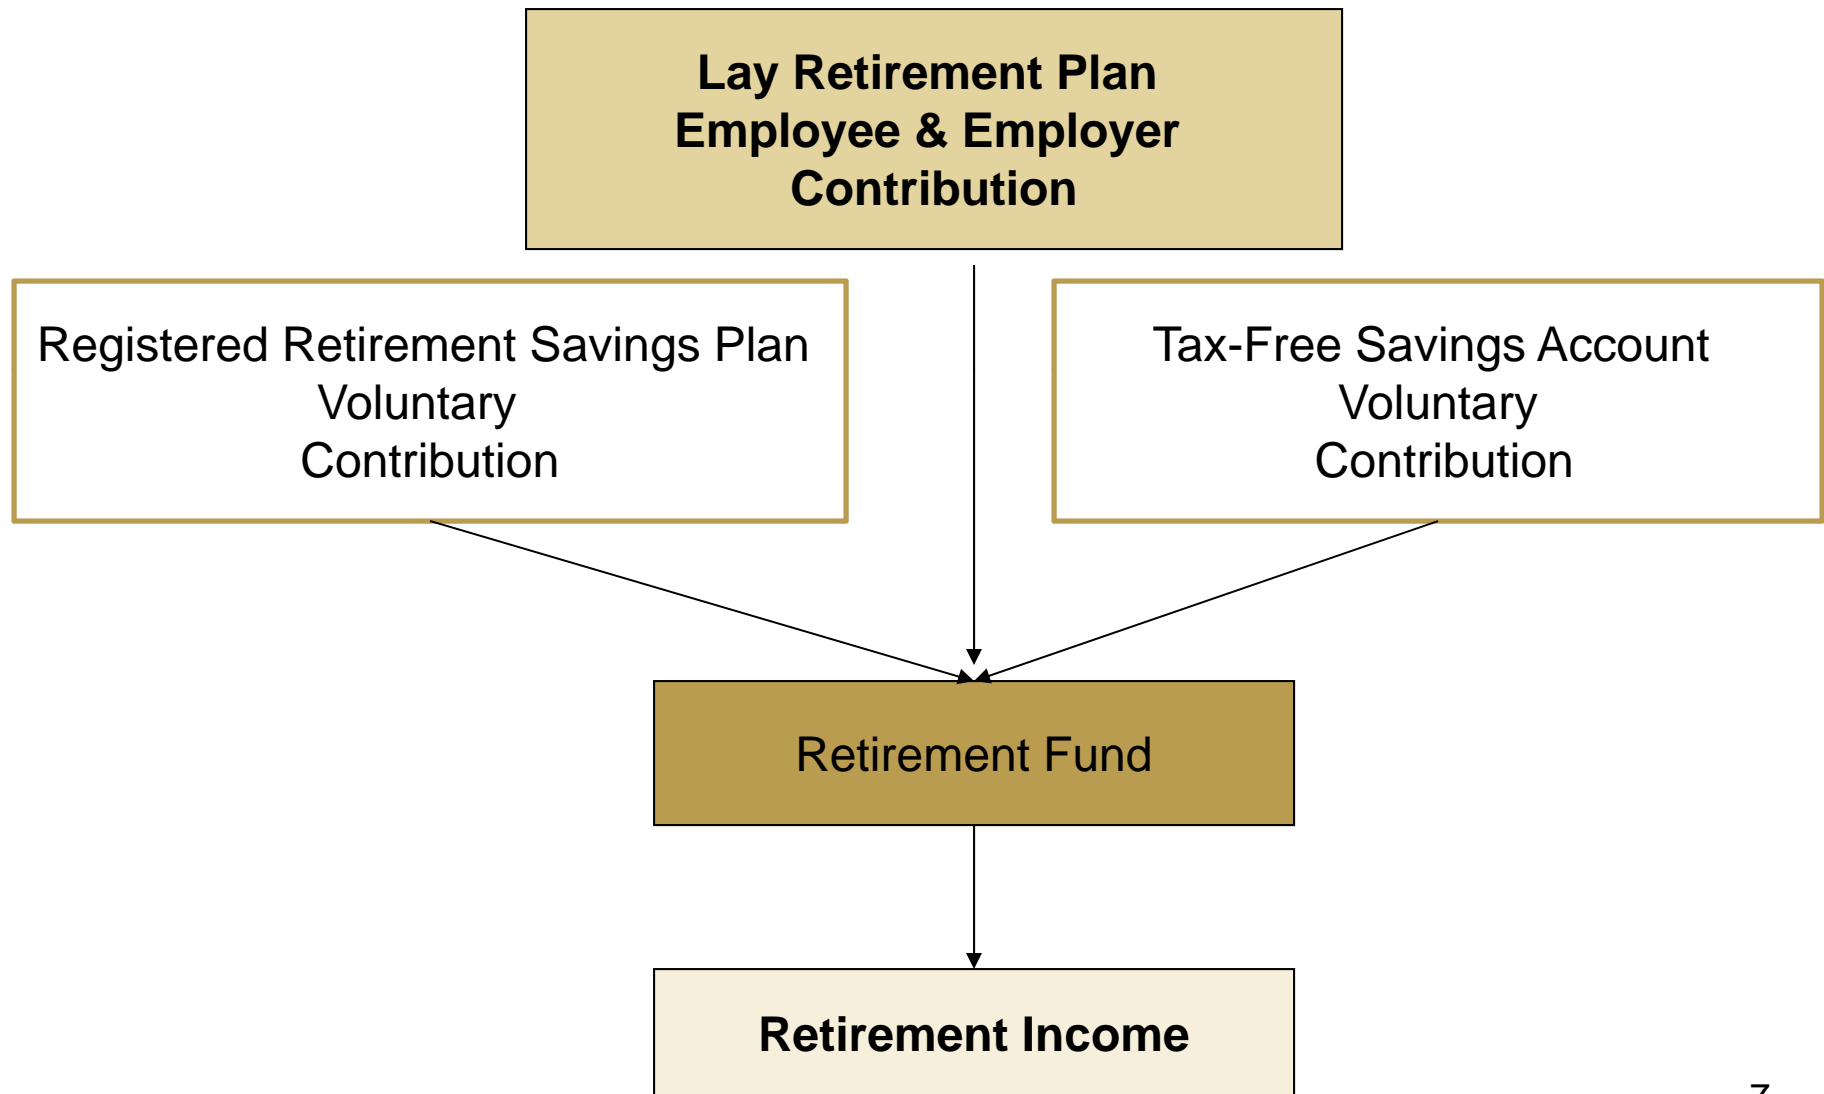 Lay Retirement Plan
Employee & Employer
Contribution
Registered Retirement Savings Plan
Voluntary
Contribution
Tax-Free Savings Account
Voluntary
Contribution
Retirement Fund
Retirement Income
7